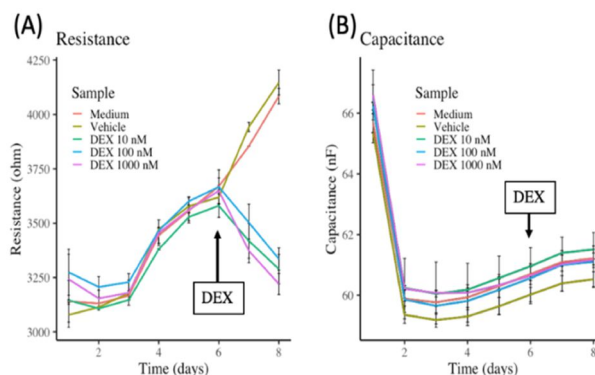 (A)
Resistance
4250
4000
3750
3500
3250
3000
Resistance (ohm)
Sample
Medium
Vehicle
DEX 10 nM
DEX 100 nM
DEX 1000 nM
DEX
2
4
6
8
Time (days)
(B)
Capacitance
66
64
62
60
Capacitance (nF)
Sample
Medium
Vehicle
DEX 10 nM
DEX 100 nM
DEX 1000 nM
DEX
2
4
6
8
Time (days)